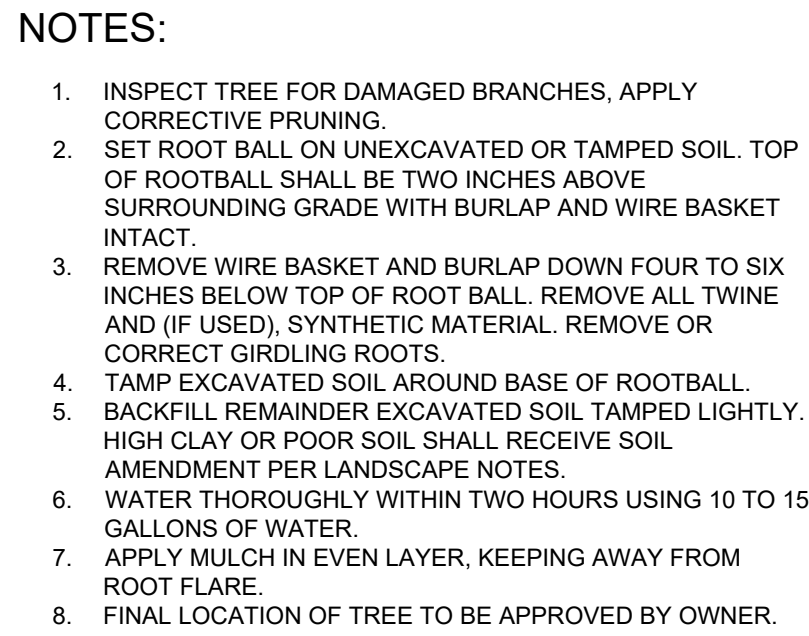 NOTES:
1. INSPECT TREE FOR DAMAGED BRANCHES, APPLY
CORRECTIVE PRUNING.
2. SET ROOT BALL ON UNEXCAVATED OR TAMPED SOIL. TOP
OF ROOTBALL SHALL BE TWO INCHES ABOVE
SURROUNDING GRADE WITH BURLAP AND WIRE BASKET
INTACT.
3. REMOVE WIRE BASKET AND BURLAP DOWN FOUR TO SIX
INCHES BELOW TOP OF ROOT BALL. REMOVE ALL TWINE
AND (IF USED), SYNTHETIC MATERIAL. REMOVE OR
CORRECT GIRDLING ROOTS.
4. TAMP EXCAVATED SOIL AROUND BASE OF ROOTBALL.
5. BACKFILL REMAINDER EXCAVATED SOIL TAMPED LIGHTLY.
HIGH CLAY OR POOR SOIL SHALL RECEIVE SOIL
AMENDMENT PER LANDSCAPE NOTES.
6. WATER THOROUGHLY WITHIN TWO HOURS USING 10 TO 15
GALLONS OF WATER.
7. APPLY MULCH IN EVEN LAYER, KEEPING AWAY FROM
ROOT FLARE.
8. FINAL LOCATION OF TREE TO BE APPROVED BY OWNER.